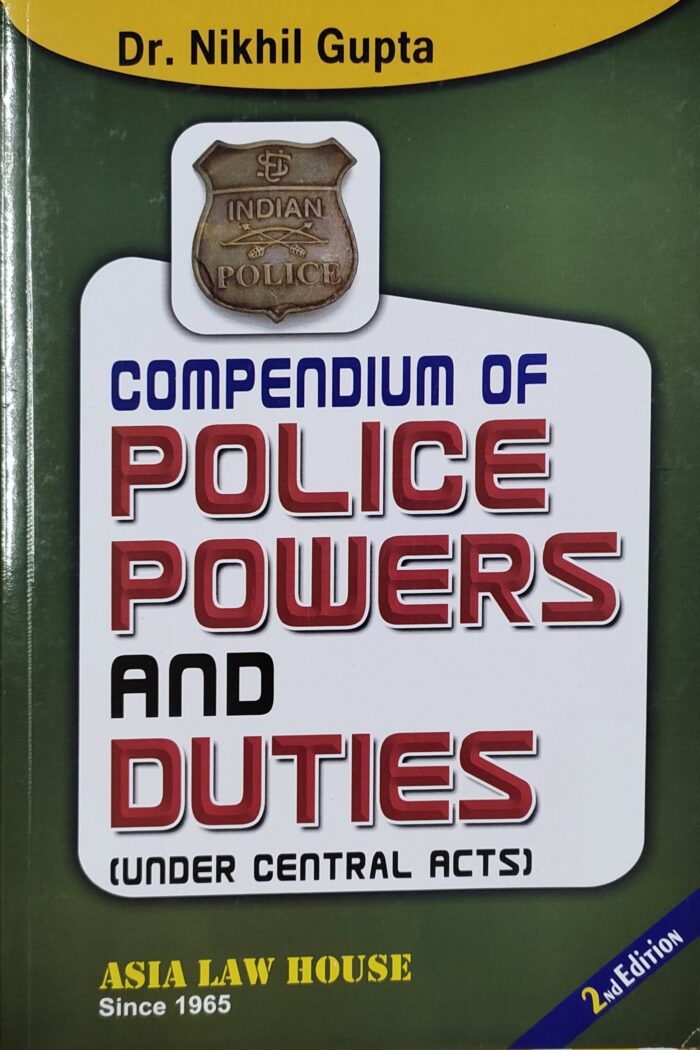 Dr. Nikhil Gupta
INDIAN
POLICE
COMPENDIUM OF
POLICE
POWERS
AND
DUTIES
(UNDER CENTRAL ACTS)
ASIA LAW HOUSE
Since 1965
2nd Edition